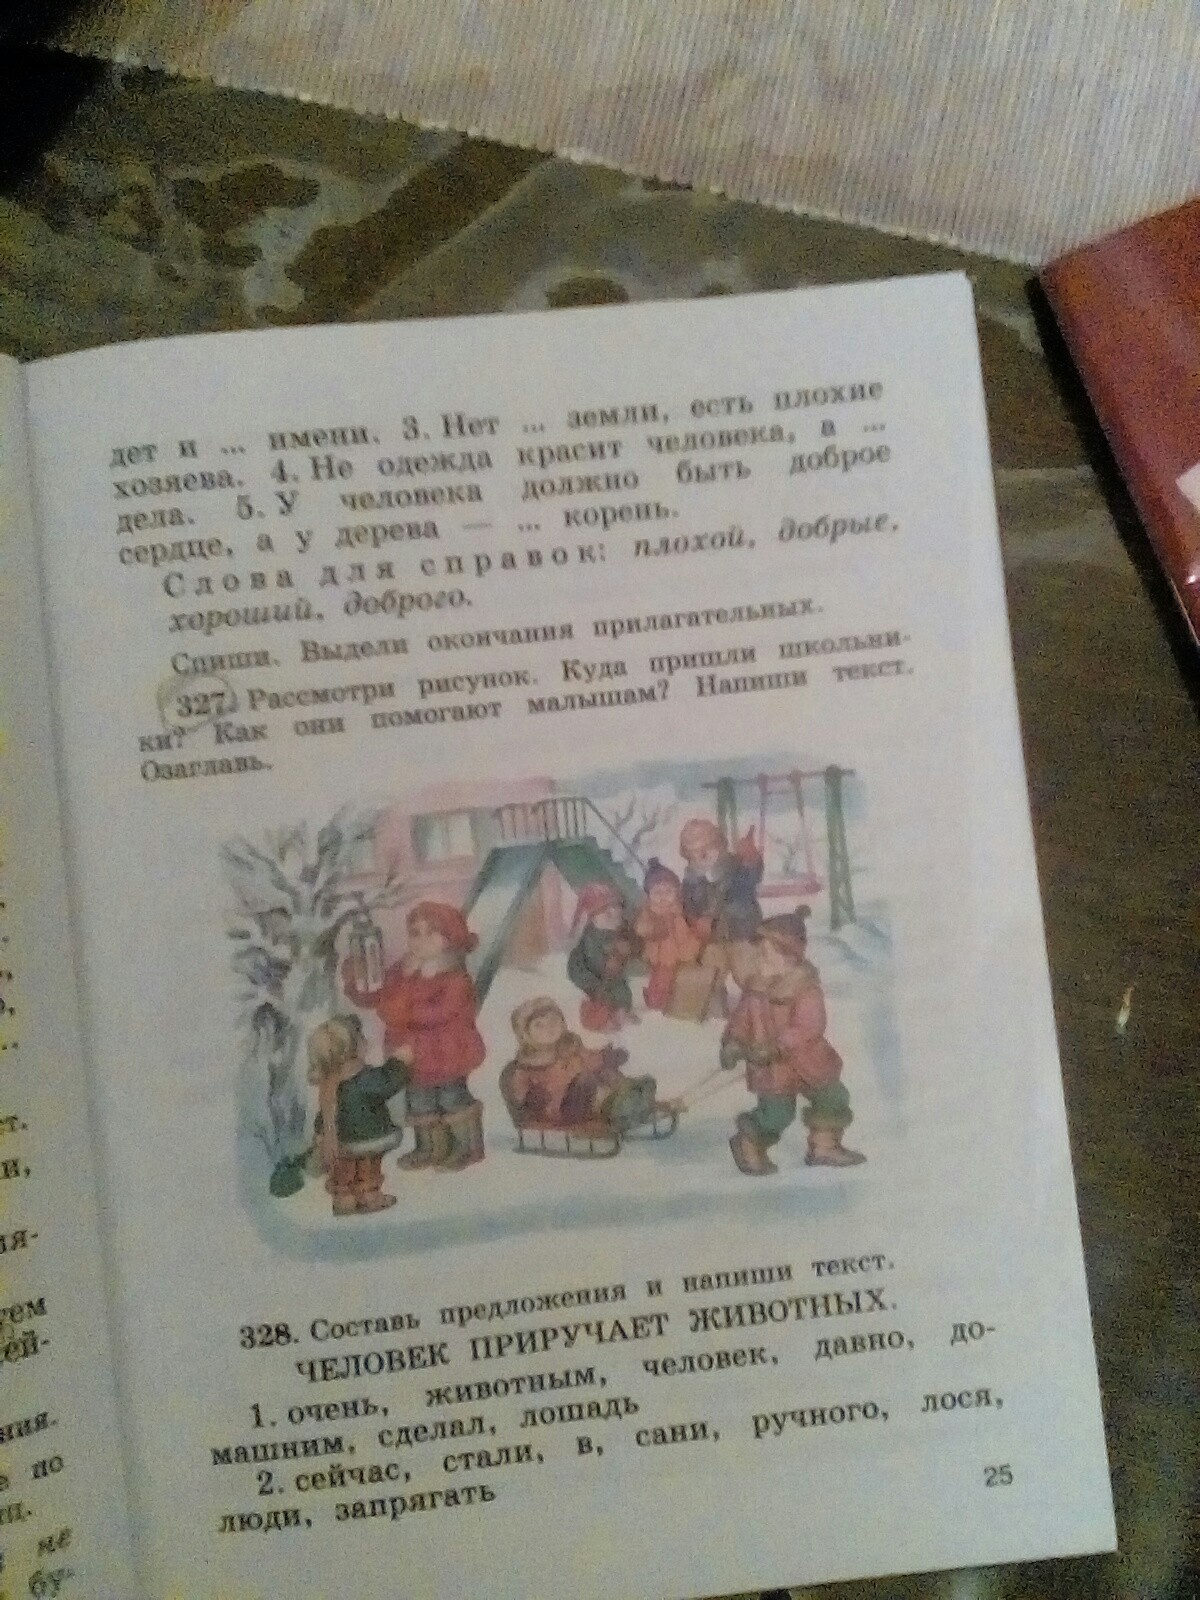 дет и ... имени. 3. Нет ... земли, есть плохие
хозяева. 4. Не одежда красит человека, а ...
дела. 5. У человека должно быть доброе
сердце, а у дерева — ... корень.
Слова для справок: плохой, добрые,
хороший, доброго.
Спиши. Выдели окончания прилагательных.
327. Рассмотри рисунок. Куда пришли школьни-
ки? Как они помогают малышам? Напиши текст.
Озаглавь.
328. Составь предложения и напиши текст.
ЧЕЛОВЕК ПРИРУЧАЕТ ЖИВОТНЫХ.
1. очень, животным, человек, давно, до-
машним, сделал, лошадь
2. сейчас, стали, в, сани, ручного, лося,
люди, запрягать
25
не
по